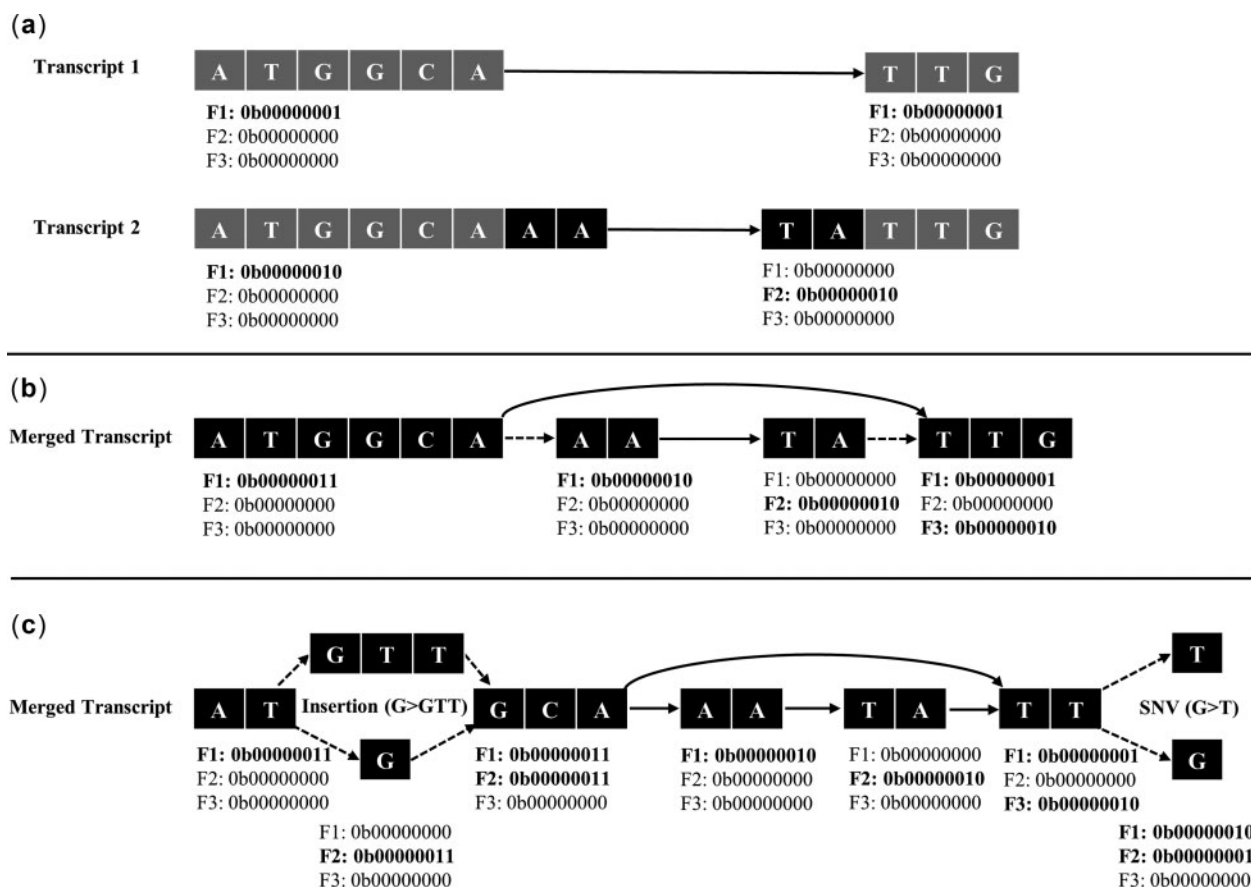 (a)
Transcript 1
A T G G C A T T G
F1: 0b00000001 F1: 0b00000001
F2: 0b00000000 F2: 0b00000000
F3: 0b00000000 F3: 0b00000000
Transcript 2
A T G G C A A A T A T T G
F1: 0b00000010 F1: 0b00000000
F2: 0b00000000 F2: 0b00000010
F3: 0b00000000 F3: 0b00000000
(b)
Merged Transcript
A T G G C A A A T A T T G
F1: 0b00000011 F1: 0b00000010 F1: 0b00000000 F1: 0b00000001
F2: 0b00000000 F2: 0b00000000 F2: 0b00000010 F2: 0b00000000
F3: 0b00000000 F3: 0b00000000 F3: 0b00000000 F3: 0b00000010
(c)
G T T T
Merged Transcript
A T Insertion (G>GTT) G C A A A T A T T SNV (G>T)
G G
F1: 0b00000011 F1: 0b00000011 F1: 0b00000010 F1: 0b00000000 F1: 0b00000001
F2: 0b00000000 F2: 0b00000011 F2: 0b00000000 F2: 0b00000010 F2: 0b00000000
F3: 0b00000000 F3: 0b00000000 F3: 0b00000000 F3: 0b00000000 F3: 0b00000010
F1: 0b00000000 F1: 0b00000010
F2: 0b00000011 F2: 0b00000001
F3: 0b00000000 F3: 0b00000000